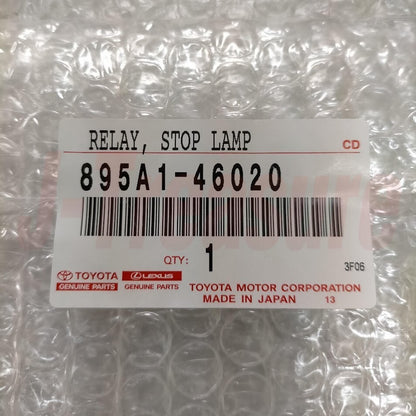 RELAY, STOP LAMP
CD
895A1-46020
QTY: 1
3F06
TOYOTA LEXUS
GENUINE PARTS GENUINE PARTS
TOYOTA MOTOR CORPORATION
MADE IN JAPAN 13